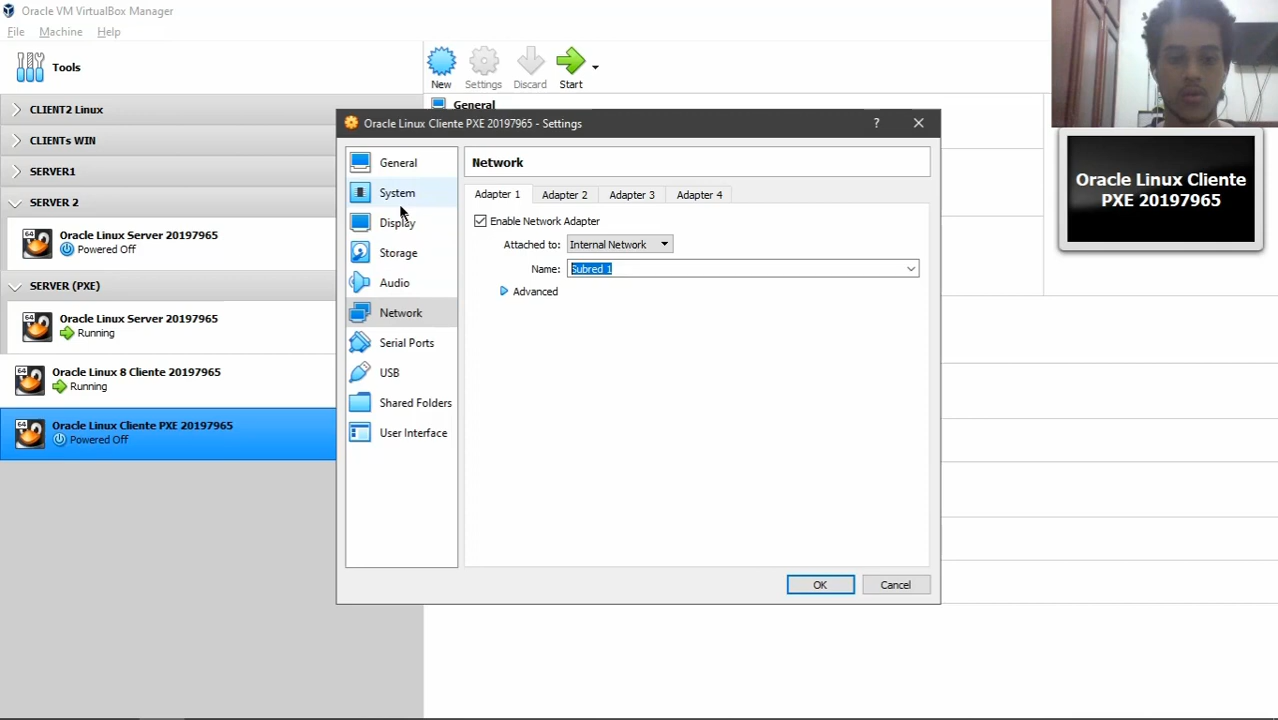 Oracle VM VirtualBox Manager
File Machine Help
Tools
New Settings Discard Start
CLIENT2 Linux
CLIENTs WIN
SERVER1
SERVER 2
Oracle Linux Server 20197965
Powered Off
SERVER (PXE)
Oracle Linux Server 20197965
Running
Oracle Linux 8 Cliente 20197965
Running
Oracle Linux Cliente PXE 20197965
Powered Off
General
Oracle Linux Cliente PXE 20197965 - Settings ?
General
System
Display
Storage
Audio
Network
Serial Ports
USB
Shared Folders
User Interface
Network
Adapter 1 Adapter 2 Adapter 3 Adapter 4
Enable Network Adapter
Attached to: Internal Network
Name: Subred 1
Advanced
OK Cancel
Oracle Linux Cliente
PXE 20197965
64
64
64
64